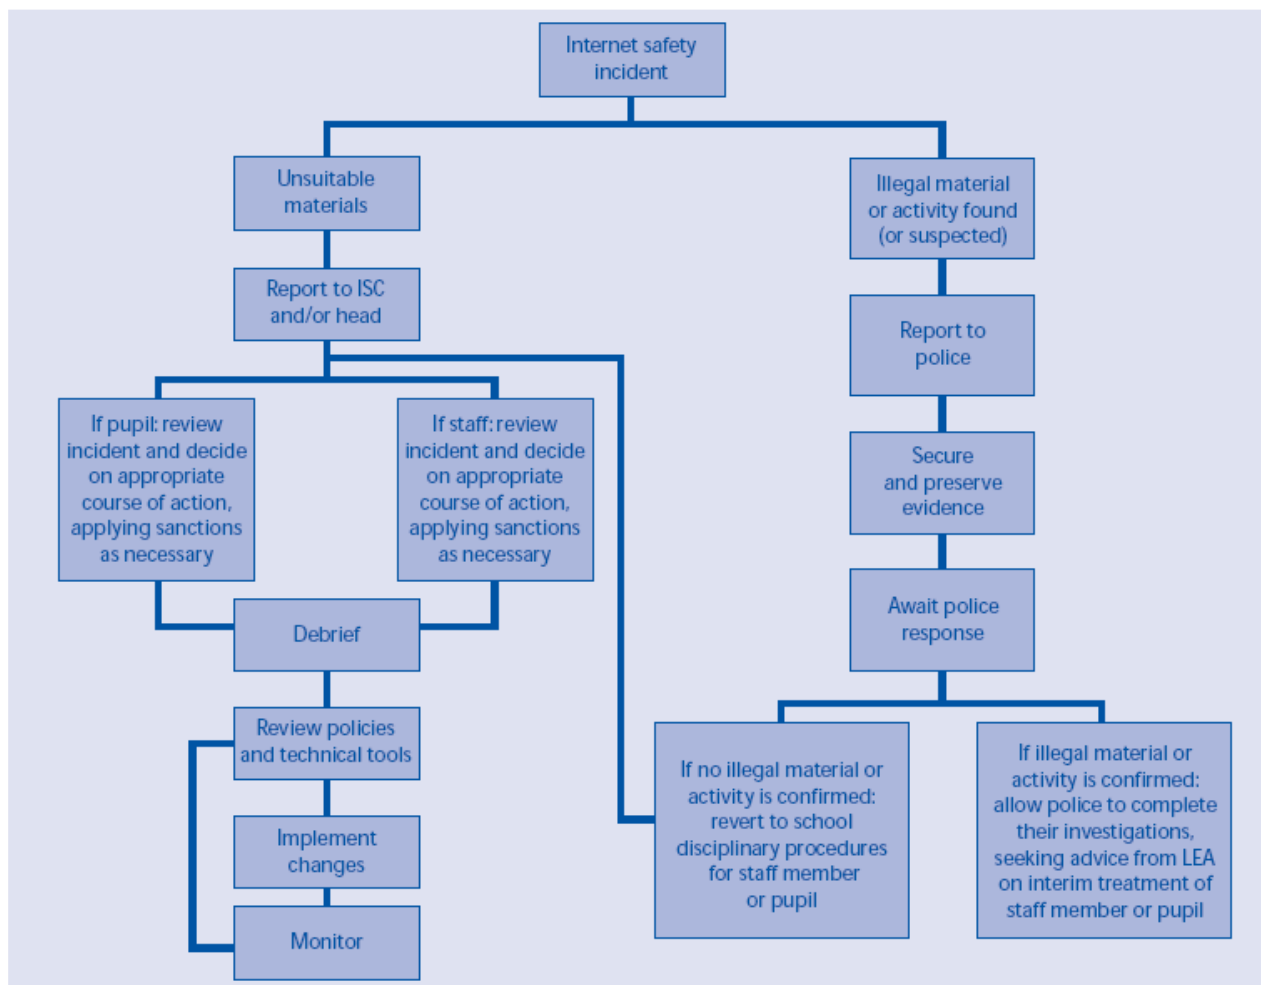 Internet safety
incident
Unsuitable
materials
Illegal material
or activity found
(or suspected)
Report to ISC
and/or head
Report to
police
If pupil: review
incident and decide
on appropriate
course of action,
applying sanctions
as necessary
If staff: review
incident and decide
on appropriate
course of action,
applying sanctions
as necessary
Secure
and preserve
evidence
Await police
response
Debrief
Review policies
and technical tools
Implement
changes
Monitor
If no illegal material or
activity is confirmed:
revert to school
disciplinary procedures
for staff member
or pupil
If illegal material or
activity is confirmed:
allow police to complete
their investigations,
seeking advice from LEA
on interim treatment of
staff member or pupil